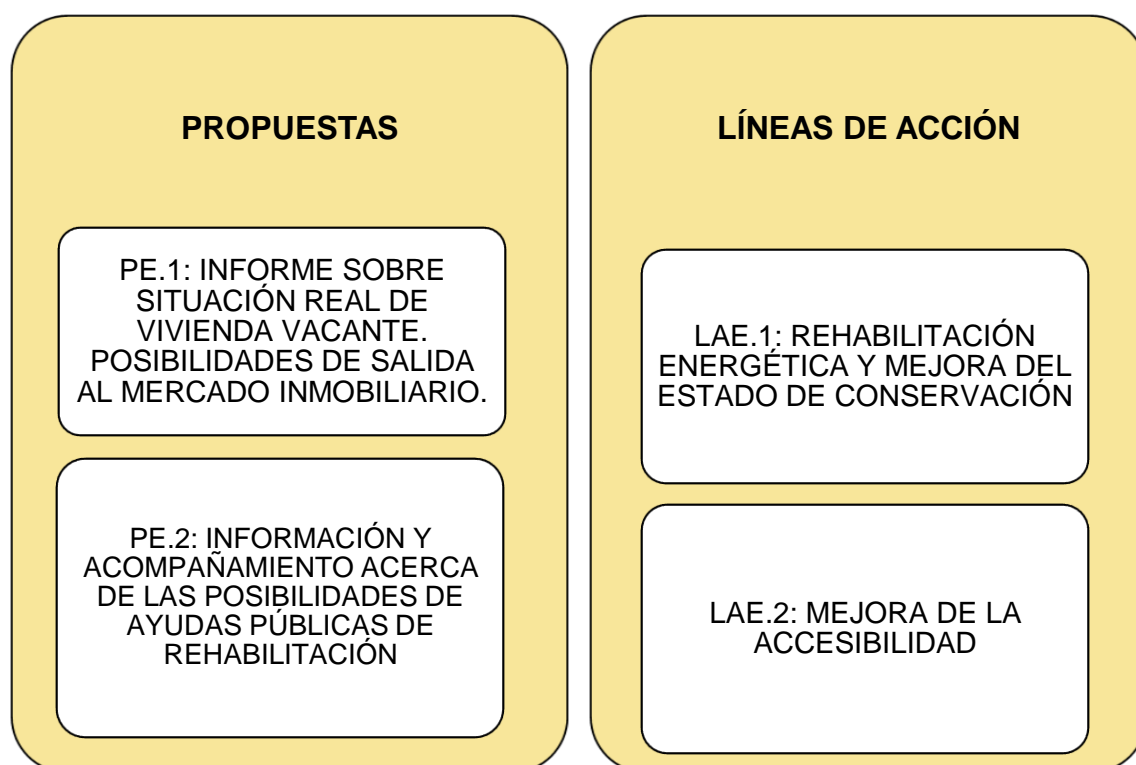 PROPUESTAS
PE.1: INFORME SOBRE
SITUACIÓN REAL DE
VIVIENDA VACANTE.
POSIBILIDADES DE SALIDA
AL MERCADO INMOBILIARIO.
PE.2: INFORMACIÓN Y
ACOMPAÑAMIENTO ACERCA
DE LAS POSIBILIDADES DE
AYUDAS PÚBLICAS DE
REHABILITACIÓN
LÍNEAS DE ACCIÓN
LAE.1: REHABILITACIÓN
ENERGÉTICA Y MEJORA DEL
ESTADO DE CONSERVACIÓN
LAE.2: MEJORA DE LA
ACCESIBILIDAD